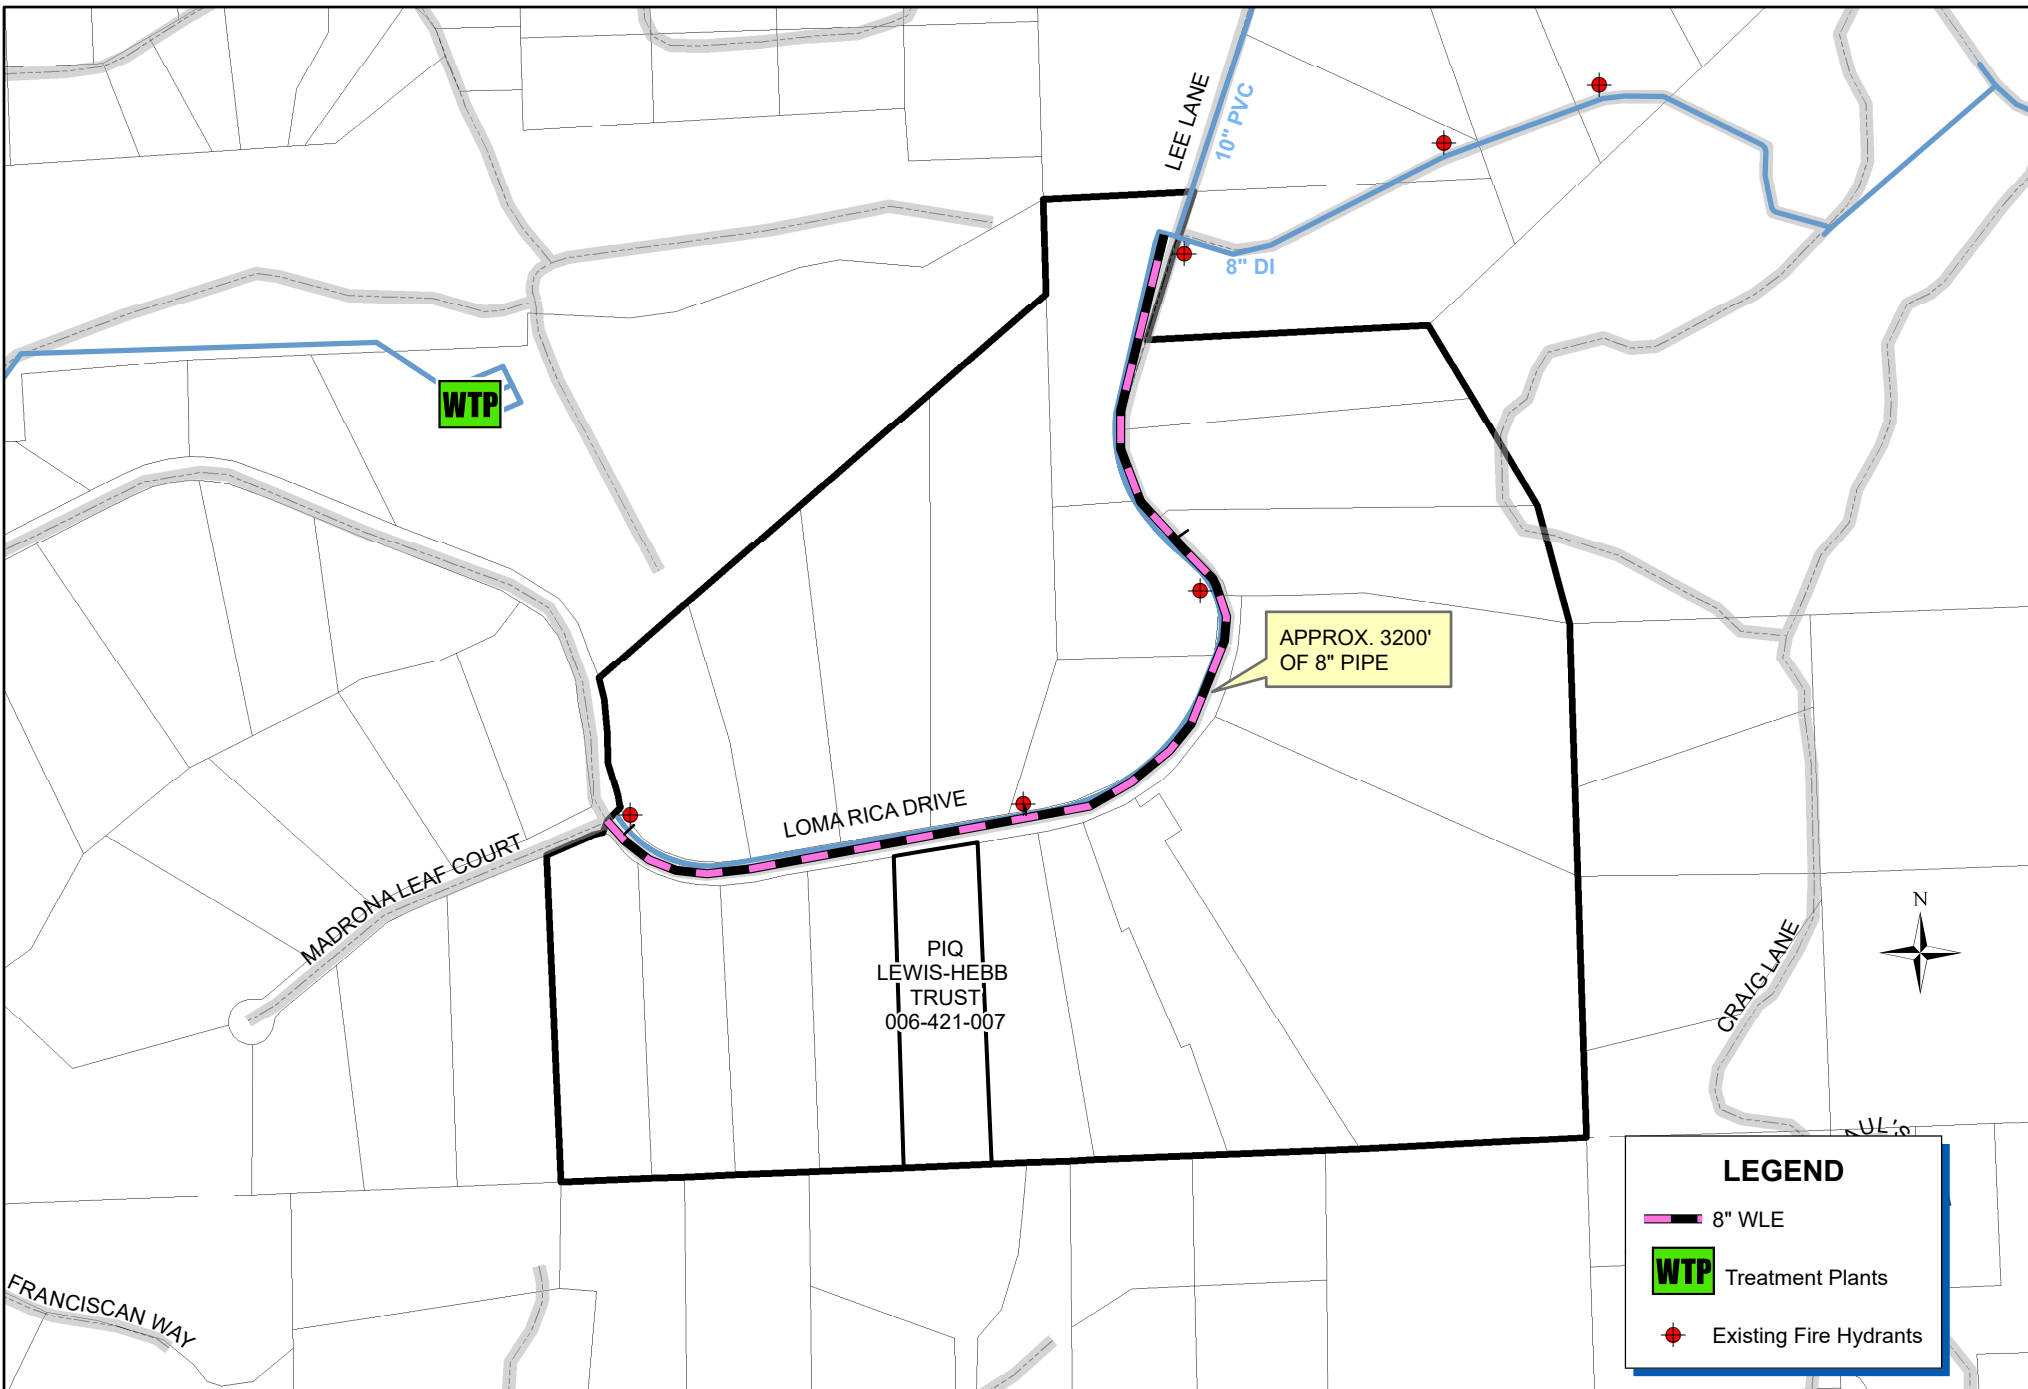 LEE LANE
10" PVC
8" DI
WTP
APPROX. 3200'
OF 8" PIPE
LOMA RICA DRIVE
MADRONA LEAF COURT
PIQ
LEWIS-HEBB
TRUST
006-421-007
N
CRAIG LANE
AUL'S
FRANCISCAN WAY
LEGEND
8" WLE
WTP Treatment Plants
Existing Fire Hydrants